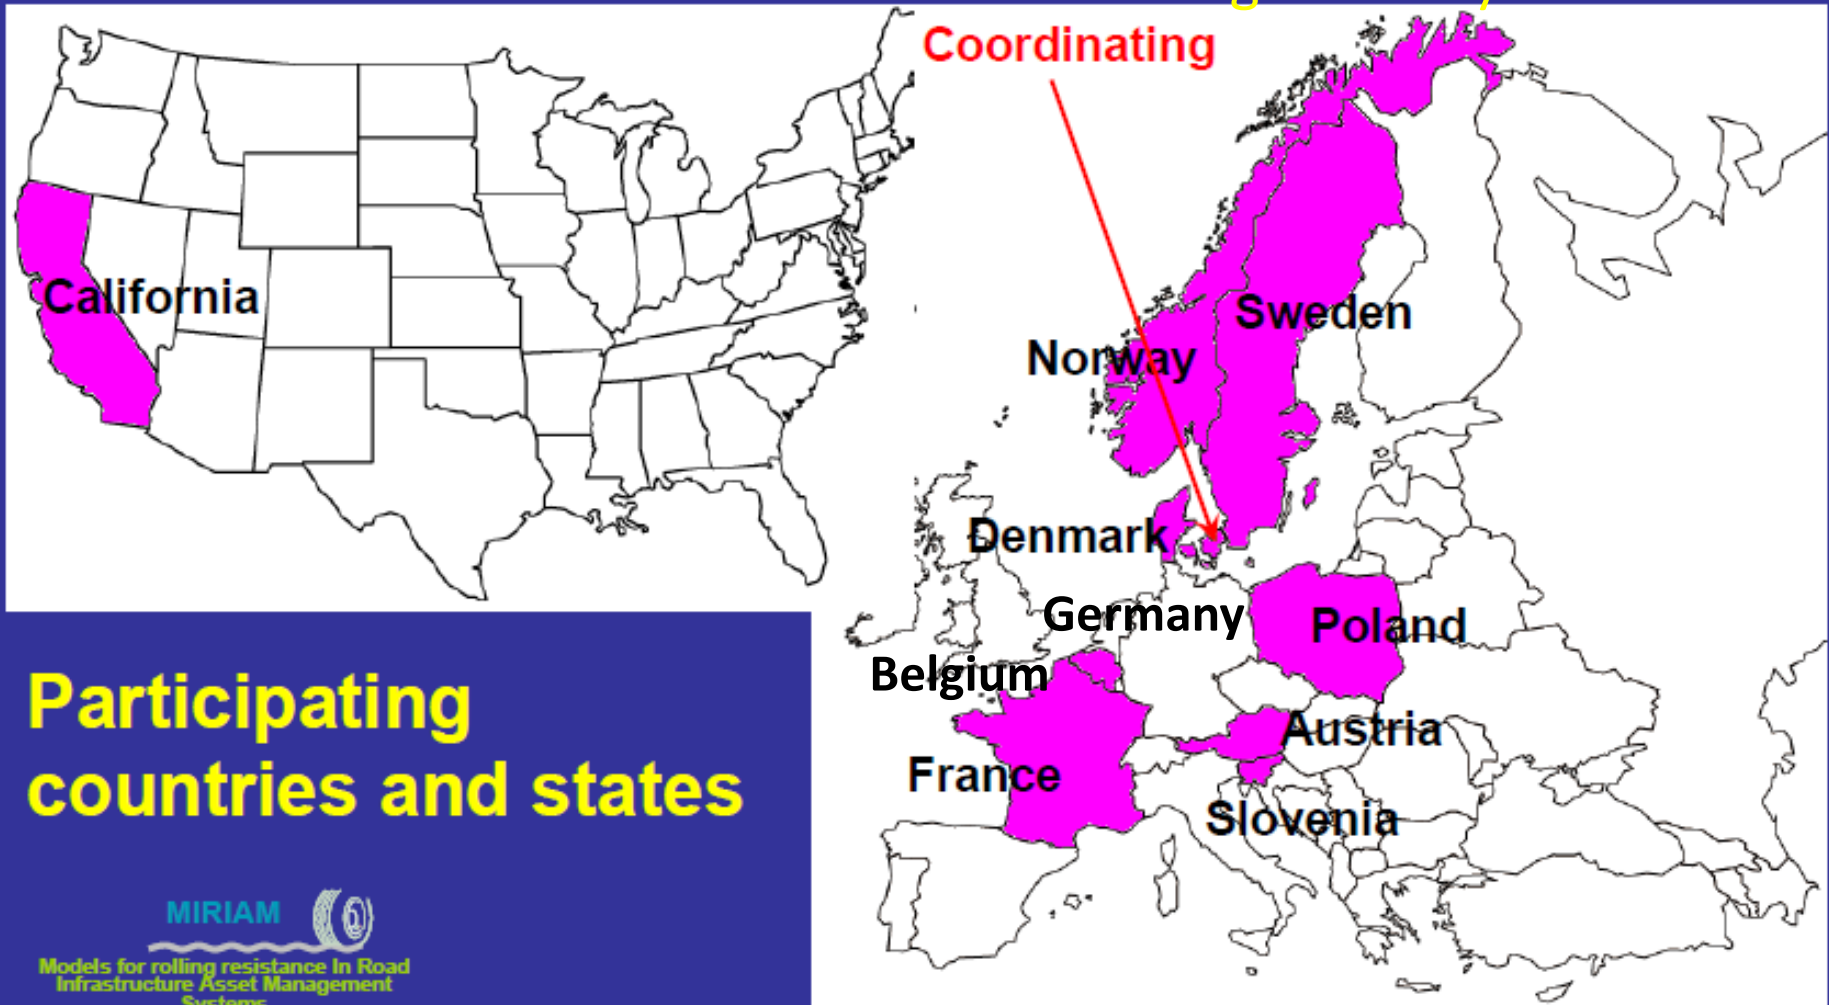 Coordinating
California
Sweden
Norway
Denmark
Germany
Poland
Belgium
Austria
France
Slovenia
Participating
countries and states
MIRIAM
Models for rolling resistance In Road
Infrastructure Asset Management
Systems